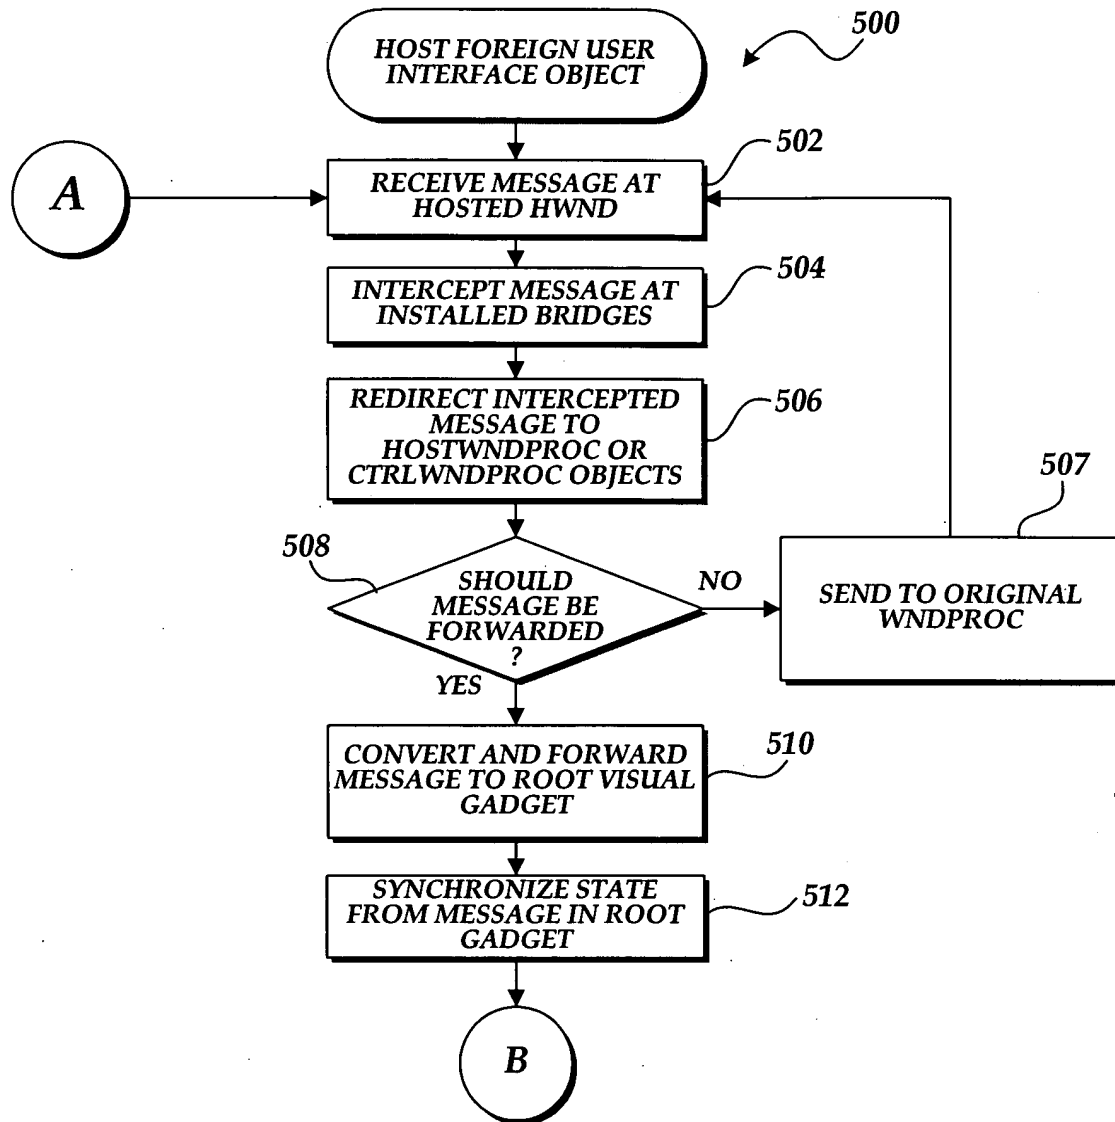 HOST FOREIGN USER
INTERFACE OBJECT
500
A
502
RECEIVE MESSAGE AT
HOSTED HWND
504
INTERCEPT MESSAGE AT
INSTALLED BRIDGES
506
REDIRECT INTERCEPTED
MESSAGE TO
HOSTWNDPROC OR
CTRLWNDPROC OBJECTS
508
SHOULD
MESSAGE BE
FORWARDED
?
NO
YES
507
SEND TO ORIGINAL
WNDPROC
510
CONVERT AND FORWARD
MESSAGE TO ROOT VISUAL
GADGET
512
SYNCHRONIZE STATE
FROM MESSAGE IN ROOT
GADGET
B